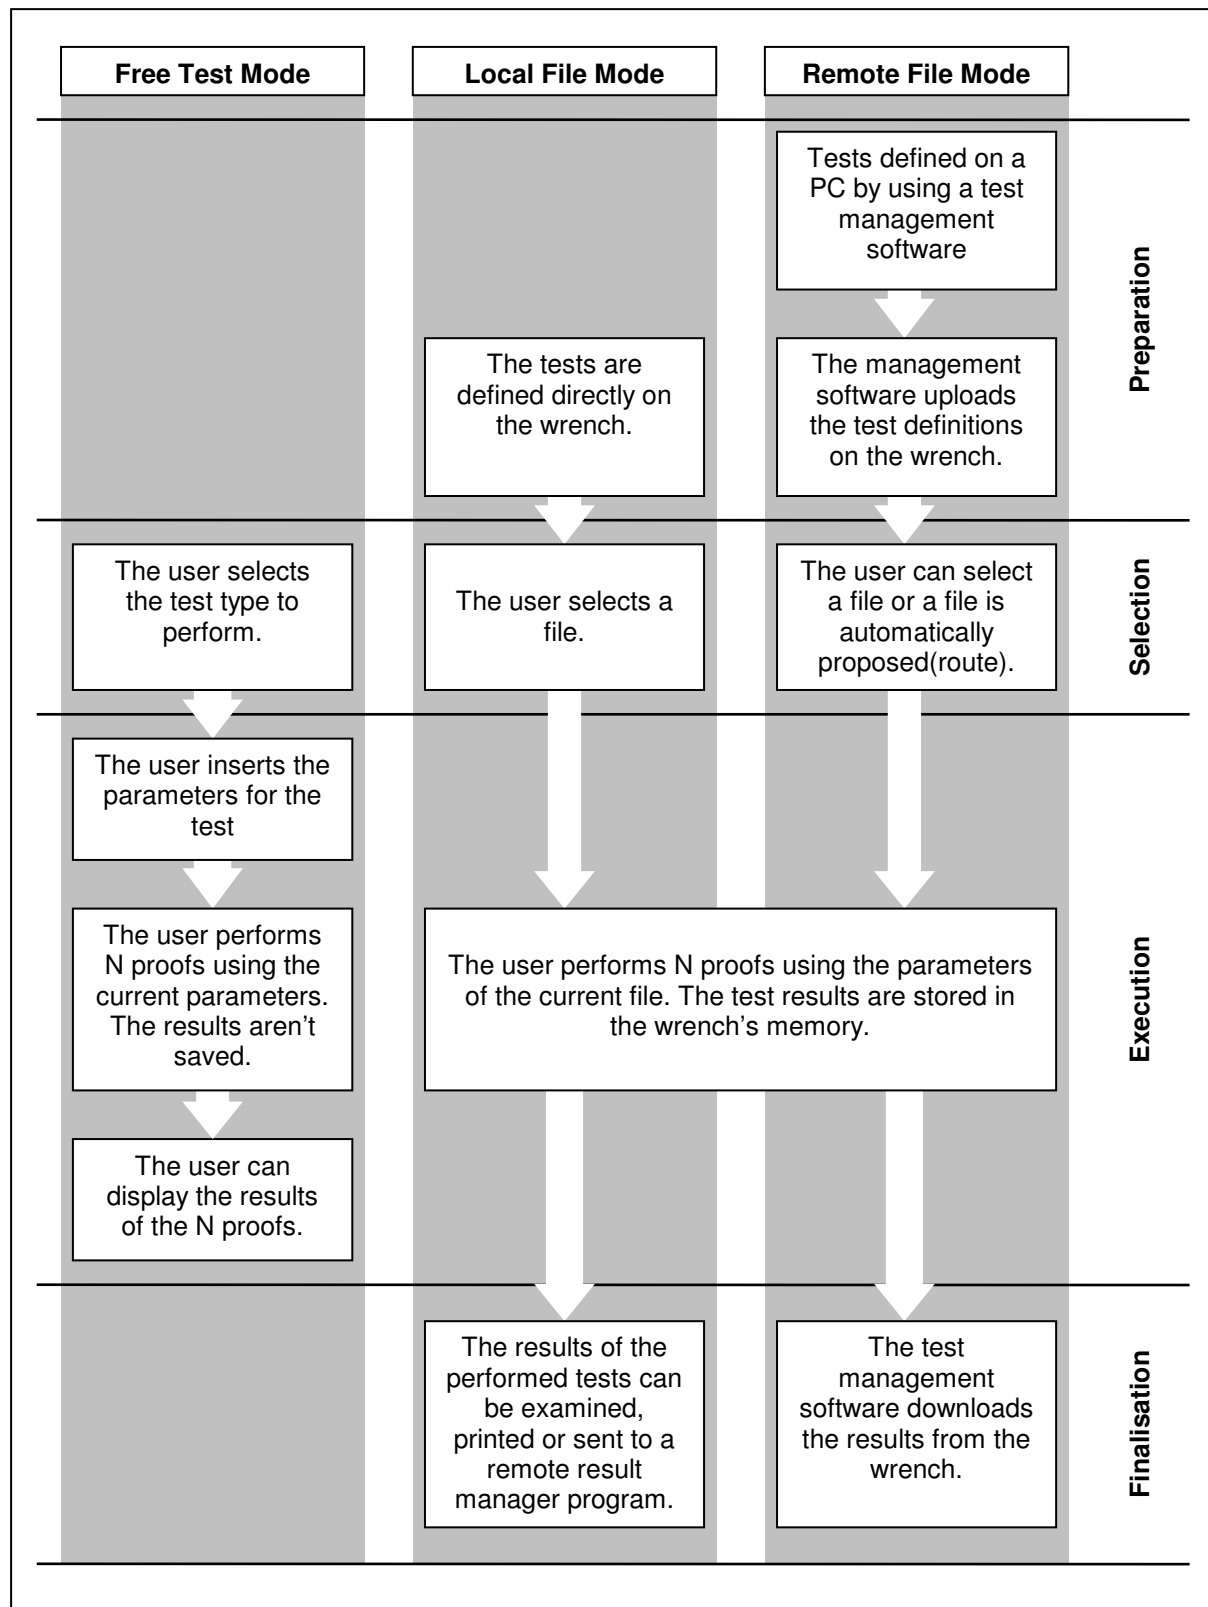 Free Test Mode
Local File Mode
Remote File Mode
Tests defined on a
PC by using a test
management
software
Preparation
The tests are
defined directly on
the wrench.
The management
software uploads
the test definitions
on the wrench.
The user selects
the test type to
perform.
The user selects a
file.
The user can select
a file or a file is
automatically
proposed(route).
Selection
The user inserts the
parameters for the
test
The user performs
N proofs using the
current parameters.
The results aren't
saved.
The user performs N proofs using the parameters
of the current file. The test results are stored in
the wrench's memory.
Execution
The user can
display the results
of the N proofs.
The results of the
performed tests can
be examined,
printed or sent to a
remote result
manager program.
The test
management
software downloads
the results from the
wrench.
Finalisation